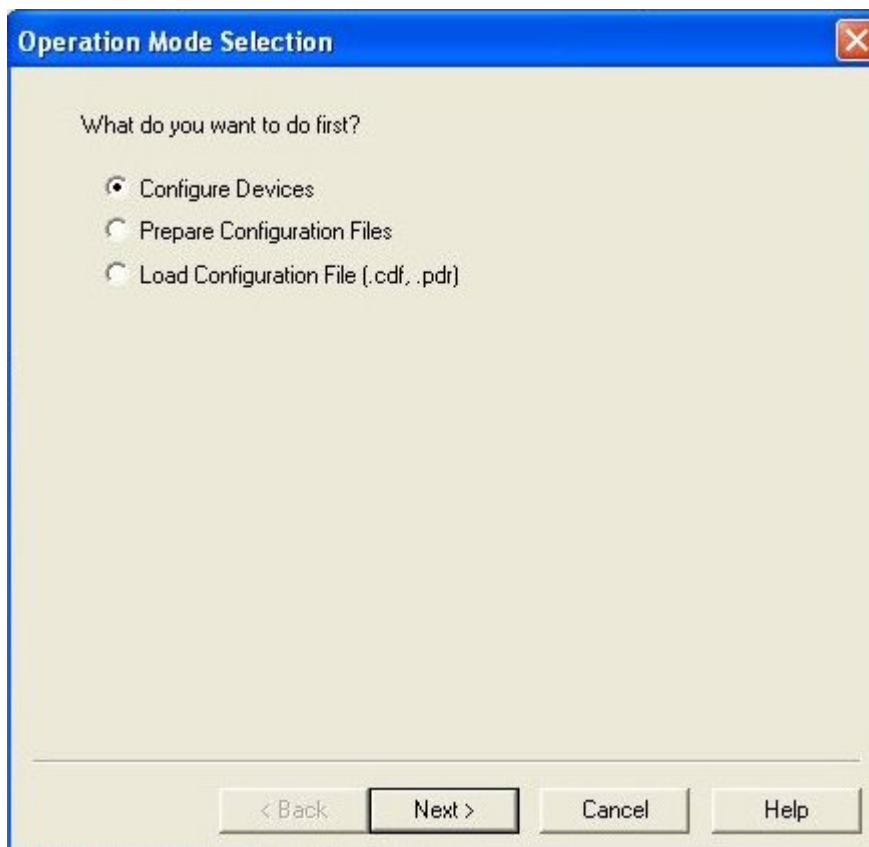 Operation Mode Selection
What do you want to do first?
Configure Devices
Prepare Configuration Files
Load Configuration File (.cdf, .pdr)
< Back Next > Cancel Help